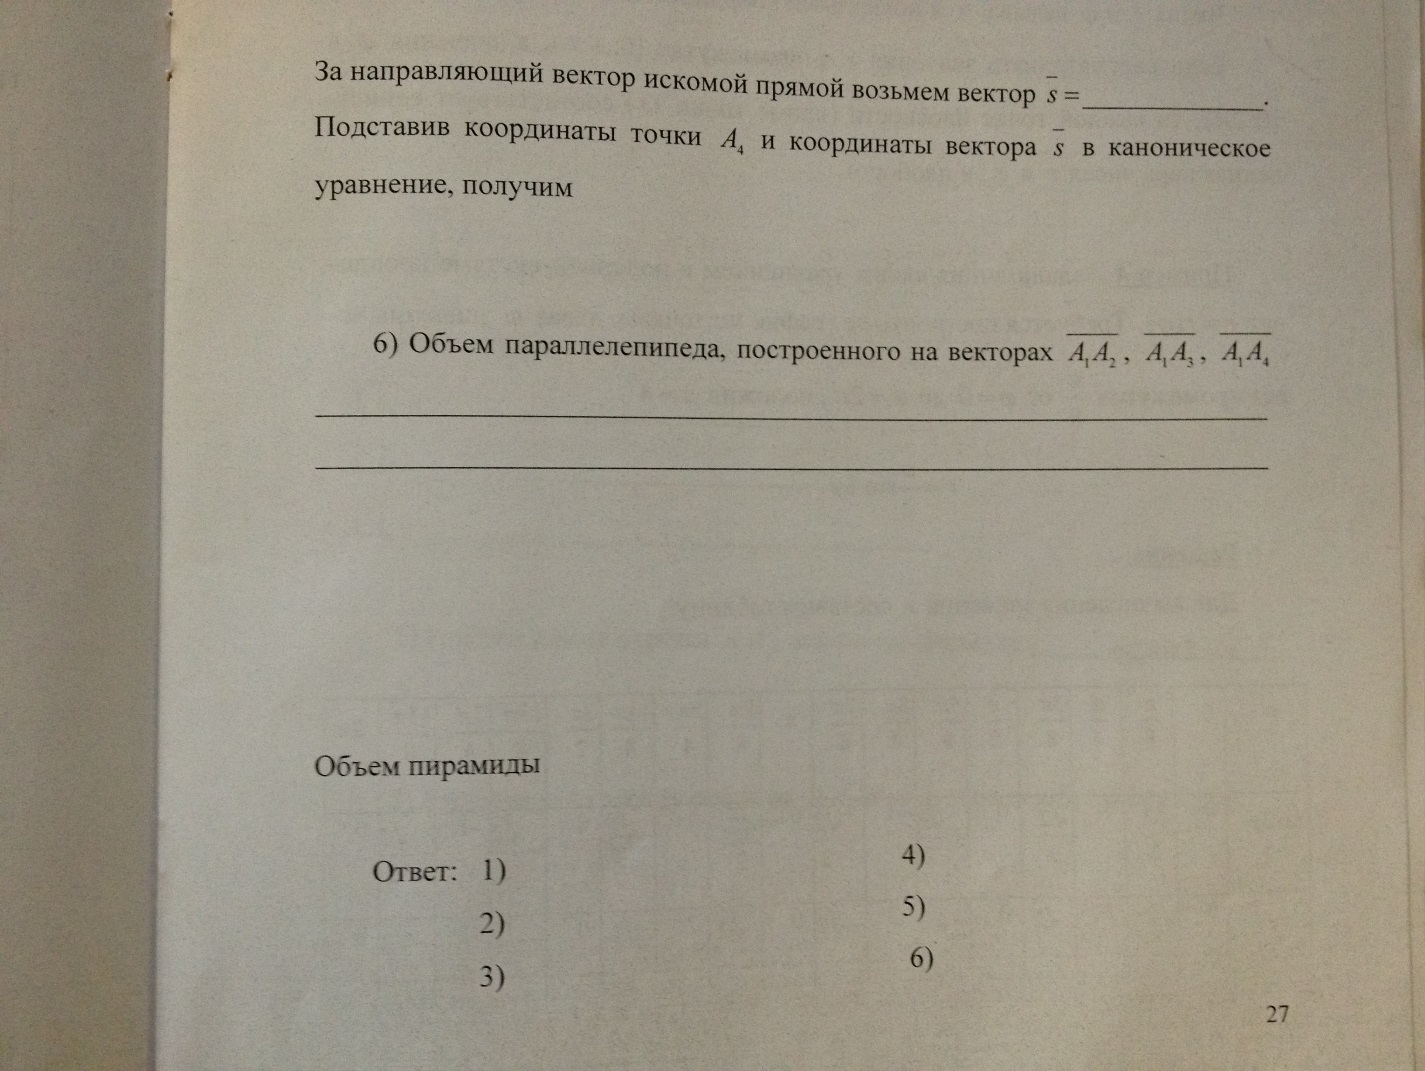 За направляющий вектор искомой прямой возьмем вектор s̅ =____________.
Подставив координаты точки A₄ и координаты вектора s̅ в каноническое
уравнение, получим
6) Объем параллелепипеда, построенного на векторах A₁A₂, A₁A₃, A₁A₄
Объем пирамиды
Ответ: 1)
2)
3)
4)
5)
6)
27